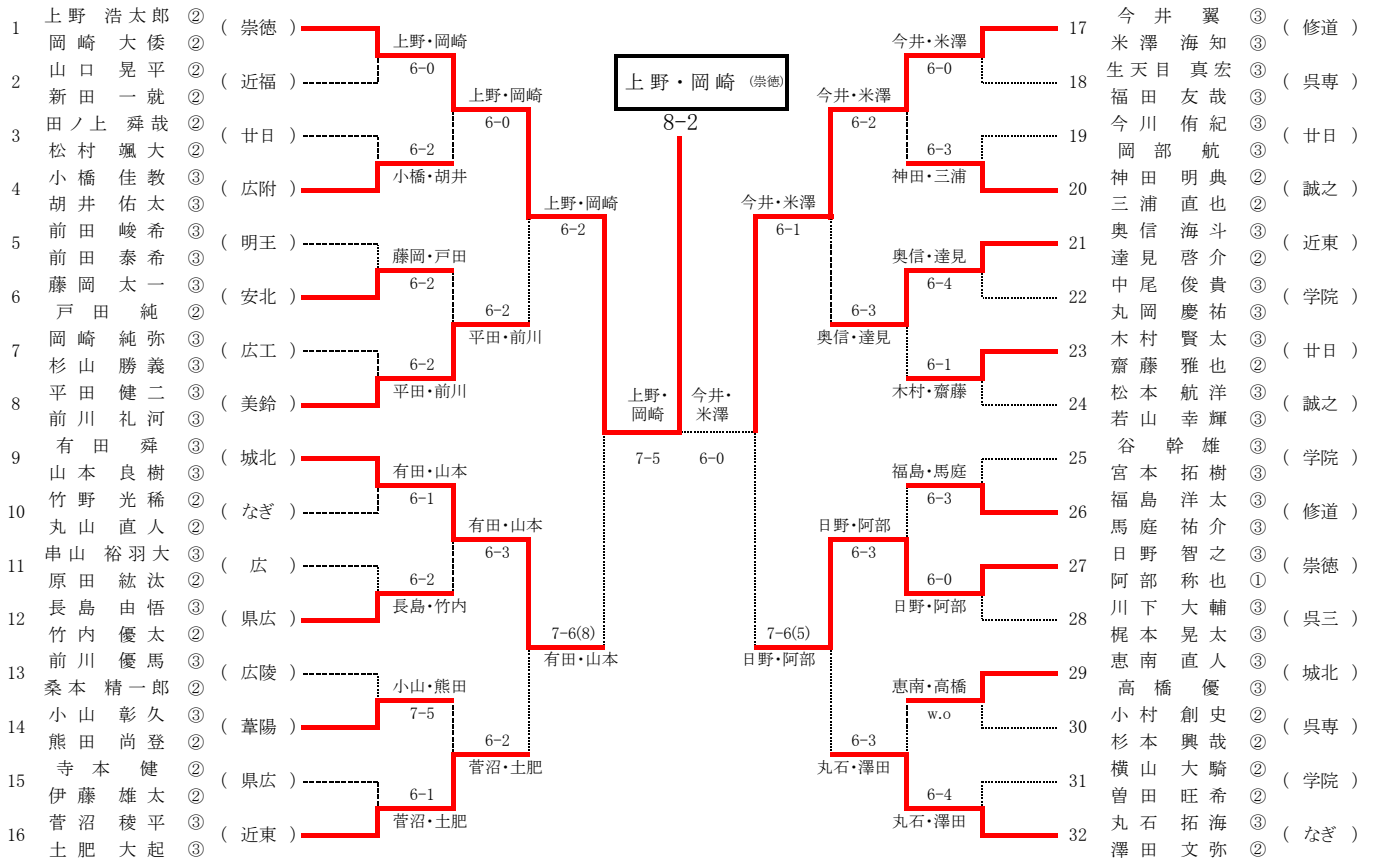 上野・岡崎 (崇徳)
8-2
1 上野 浩太郎 ② ( 崇徳 )
岡崎 大倭 ②
2 山口 晃平 ② ( 近福 )
新田 一就 ②
3 田ノ上 舜哉 ② ( 廿日 )
松村 颯大 ②
4 小橋 佳教 ③ ( 広附 )
胡井 佑太 ③
5 前田 峻希 ③ ( 明王 )
前田 泰希 ③
6 藤岡 太一 ③ ( 安北 )
戸田 純 ②
7 岡崎 純弥 ③ ( 広工 )
杉山 勝義 ③
8 平田 健二 ③ ( 美鈴 )
前川 礼河 ③
9 有田 舜 ③ ( 城北 )
山本 良樹 ③
10 竹野 光稀 ② ( なぎ )
丸山 直人 ②
11 串山 裕羽大 ③ ( 広 )
原田 紘汰 ②
12 長島 由悟 ③ ( 県広 )
竹内 優太 ②
13 前川 優馬 ③ ( 広陵 )
桑本 精一郎 ②
14 小山 彰久 ③ ( 葦陽 )
熊田 尚登 ②
15 寺本 健 ② ( 県広 )
伊藤 雄太 ②
16 菅沼 稜平 ③ ( 近東 )
土肥 大起 ③
上野・岡崎
6-0
6-2
小橋・胡井
藤岡・戸田
6-2
6-2
平田・前川
有田・山本
6-1
6-2
長島・竹内
小山・熊田
7-5
6-1
菅沼・土肥
上野・岡崎
6-0
6-2
平田・前川
有田・山本
6-3
6-2
菅沼・土肥
上野・岡崎
6-2
7-6(8)
有田・山本
上野・
岡崎
7-5
今井・
米澤
6-0
今井・米澤
6-1
7-6(5)
日野・阿部
今井・米澤
6-2
6-3
奥信・達見
日野・阿部
6-3
6-3
丸石・澤田
今井・米澤
6-0
6-3
神田・三浦
奥信・達見
6-4
6-1
木村・齋藤
福島・馬庭
6-3
6-0
日野・阿部
恵南・高橋
w.o
6-4
丸石・澤田
17 今井 翼 ③ ( 修道 )
米澤 海知 ③
18 生天目 真宏 ③ ( 呉専 )
福田 友哉 ③
19 今川 侑紀 ③ ( 廿日 )
岡部 航 ③
20 神田 明典 ② ( 誠之 )
三浦 直也 ②
21 奥信 海斗 ③ ( 近東 )
達見 啓介 ②
22 中尾 俊貴 ③ ( 学院 )
丸岡 慶祐 ③
23 木村 賢太 ③ ( 廿日 )
齋藤 雅也 ②
24 松本 航洋 ③ ( 誠之 )
若山 幸輝 ③
25 谷 幹雄 ③ ( 学院 )
宮本 拓樹 ③
26 福島 洋太 ③ ( 修道 )
馬庭 祐介 ③
27 日野 智之 ③ ( 崇徳 )
阿部 称也 ①
28 川下 大輔 ③ ( 呉三 )
梶本 晃太 ③
29 恵南 直人 ③ ( 城北 )
高橋 優 ③
30 小村 創史 ② ( 呉専 )
杉本 興哉 ②
31 横山 大騎 ② ( 学院 )
曽田 旺希 ②
32 丸石 拓海 ③ ( なぎ )
澤田 文弥 ②